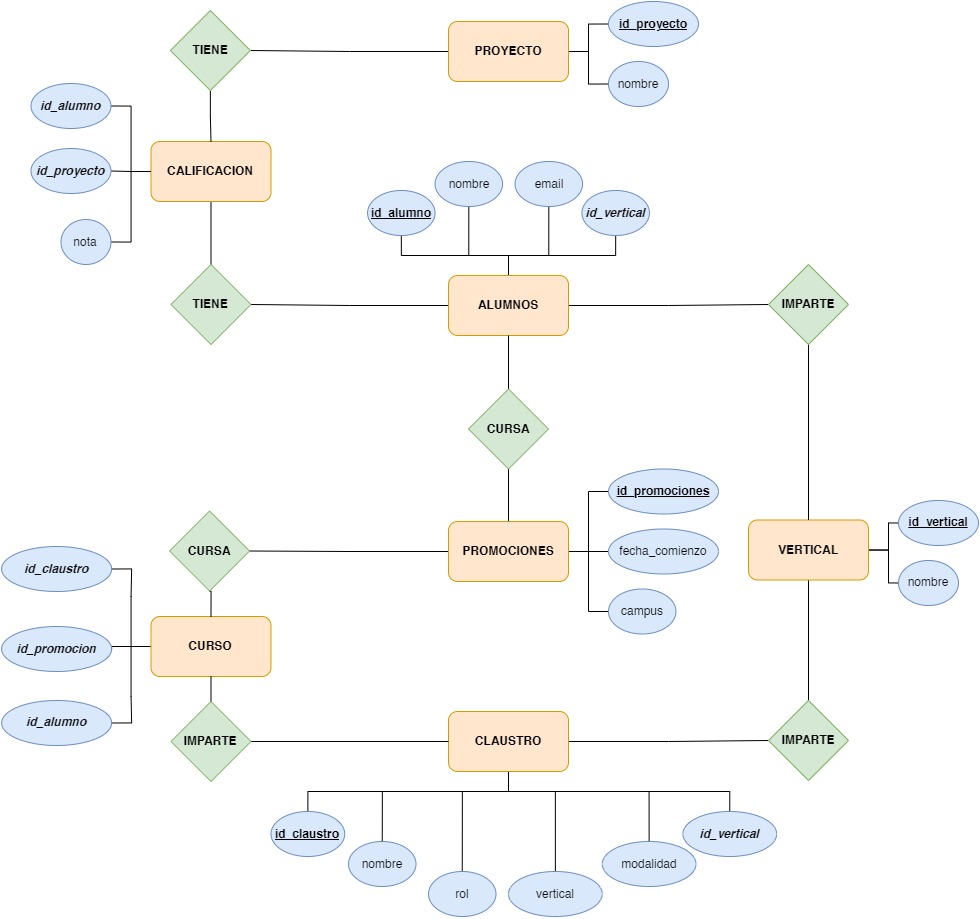 TIENE
PROYECTO
id_proyecto
nombre
id_alumno
id_proyecto
nota
CALIFICACION
nombre
email
id_alumno
id_vertical
TIENE
ALUMNOS
IMPARTE
CURSA
id_promociones
CURSA
PROMOCIONES
fecha_comienzo
campus
VERTICAL
id_vertical
nombre
id_claustro
id_promocion
id_alumno
CURSO
IMPARTE
CLAUSTRO
IMPARTE
id_claustro
nombre
rol
vertical
modalidad
id_vertical